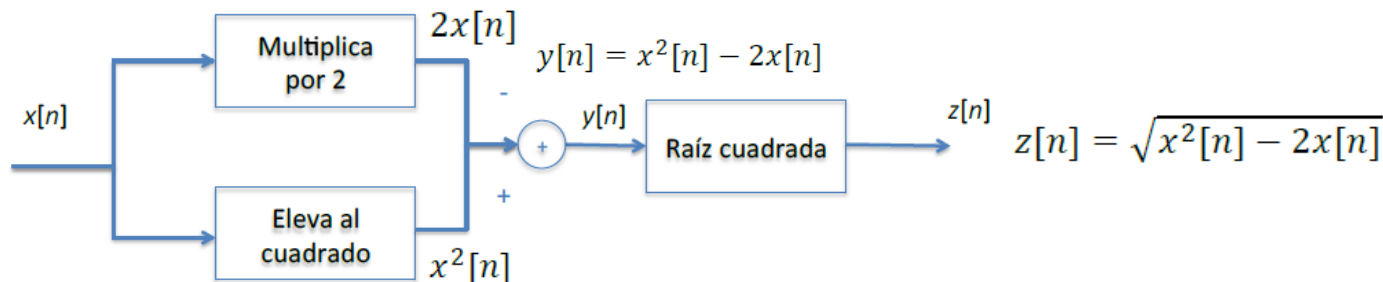 x[n]
Multiplica
por 2
2x[n]
y[n] = x²[n] − 2x[n]
-
+
y[n]
Raíz cuadrada
z[n]
z[n] = √(x²[n] − 2x[n])
+
Eleva al
cuadrado
x²[n]